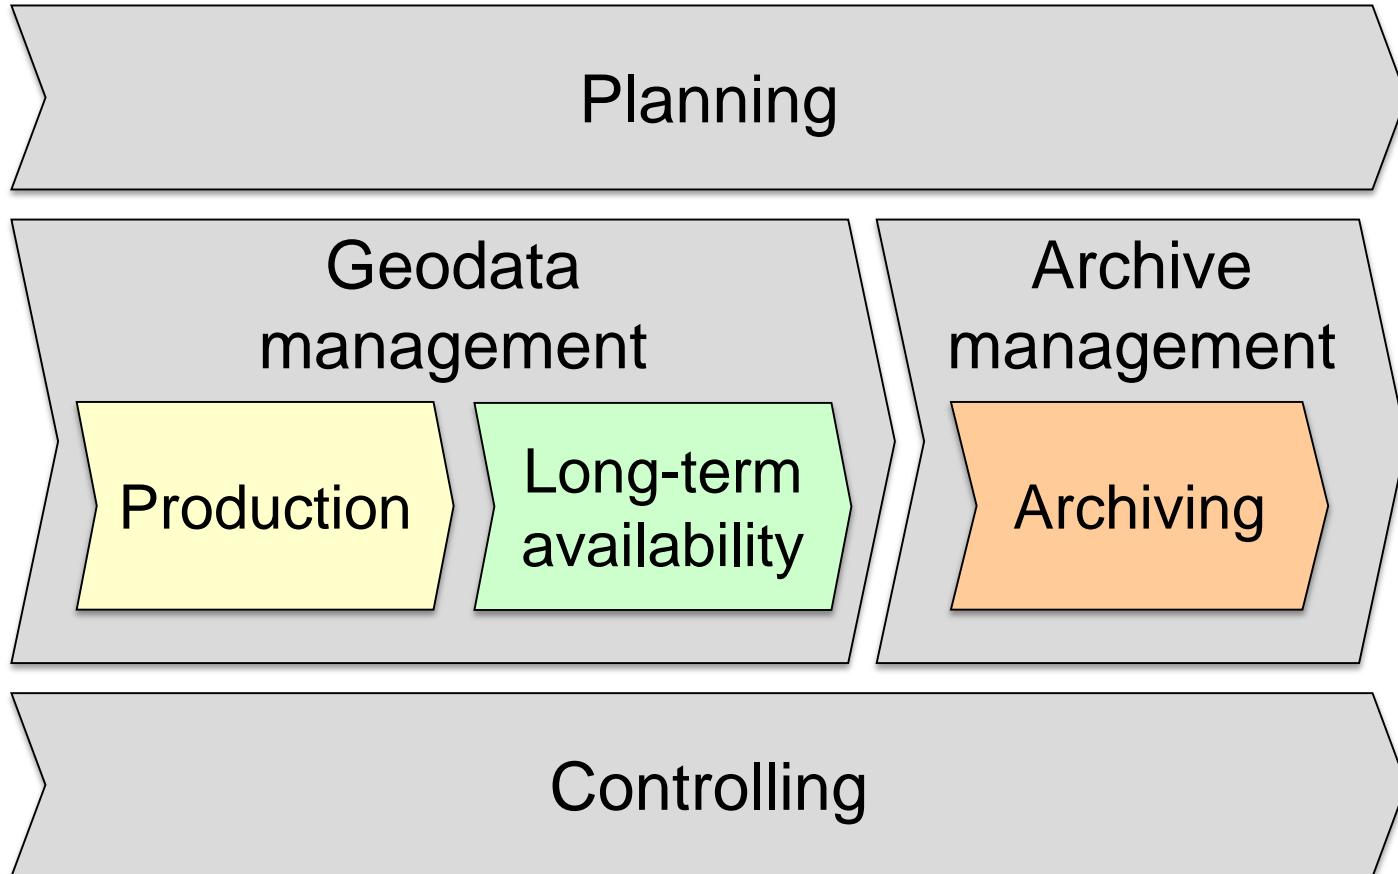 Planning
Geodata
management
Archive
management
Production
Long-term
availability
Archiving
Controlling